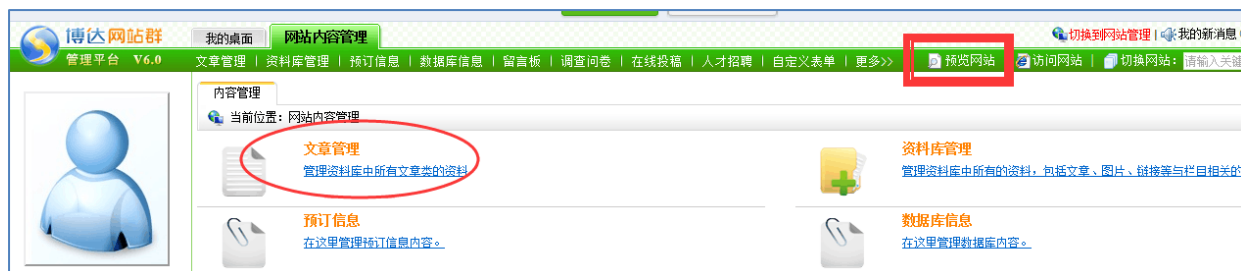 博达网站群
管理平台 V6.0
我的桌面 网站内容管理
切换到网站管理 | 我的新消息
文章管理 | 资料库管理 | 预订信息 | 数据库信息 | 留言板 | 调查问卷 | 在线投稿 | 人才招聘 | 自定义表单 | 更多>> 预览网站 访问网站 | 切换网站: 请输入关键
内容管理
当前位置: 网站内容管理
文章管理
管理资料库中所有文章类的资料
资料库管理
管理资料库中所有的资料，包括文章、图片、链接等与栏目相关的
预订信息
在这里管理预订信息内容。
数据库信息
在这里管理数据库内容。